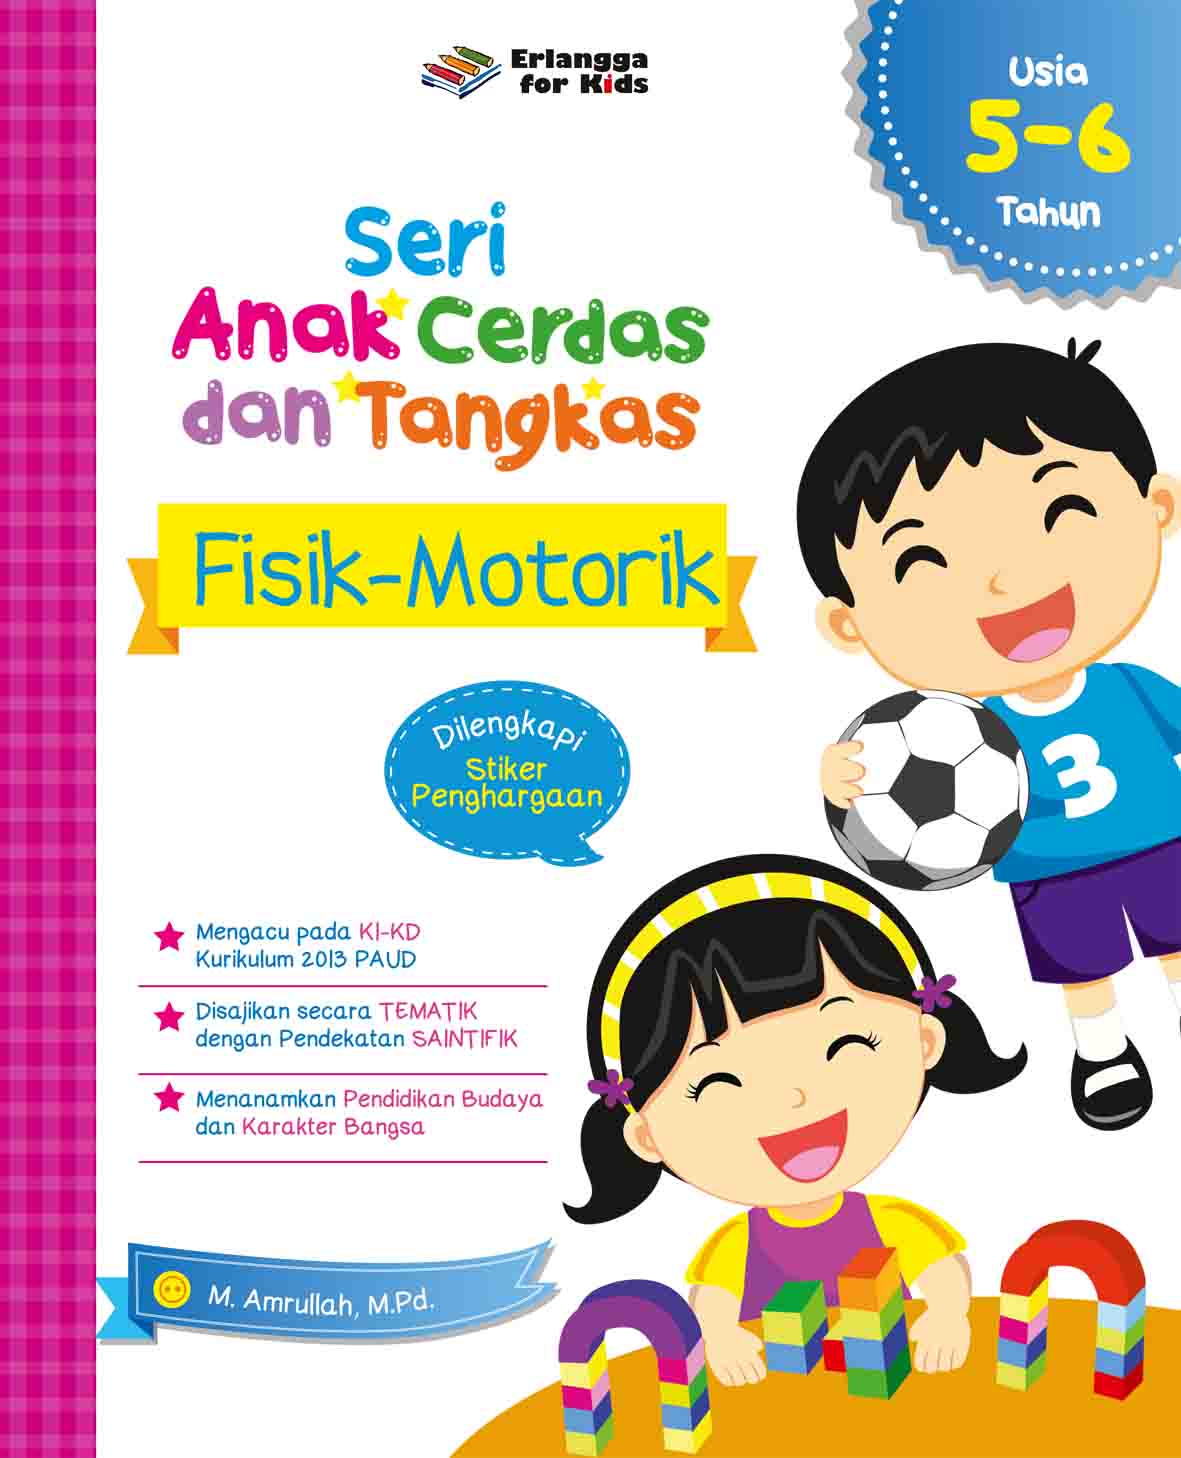 Erlangga
for Kids
Usia
5-6
Tahun
Seri
Anak Cerdas
dan Tangkas
Fisik-Motorik
Dilengkapi
Stiker
Penghargaan
3
Mengacu pada KI-KD
Kurikulum 2013 PAUD
Disajikan secara TEMATIK
dengan Pendekatan SAINTIFIK
Menanamkan Pendidikan Budaya
dan Karakter Bangsa
M. Amrullah, M.Pd.